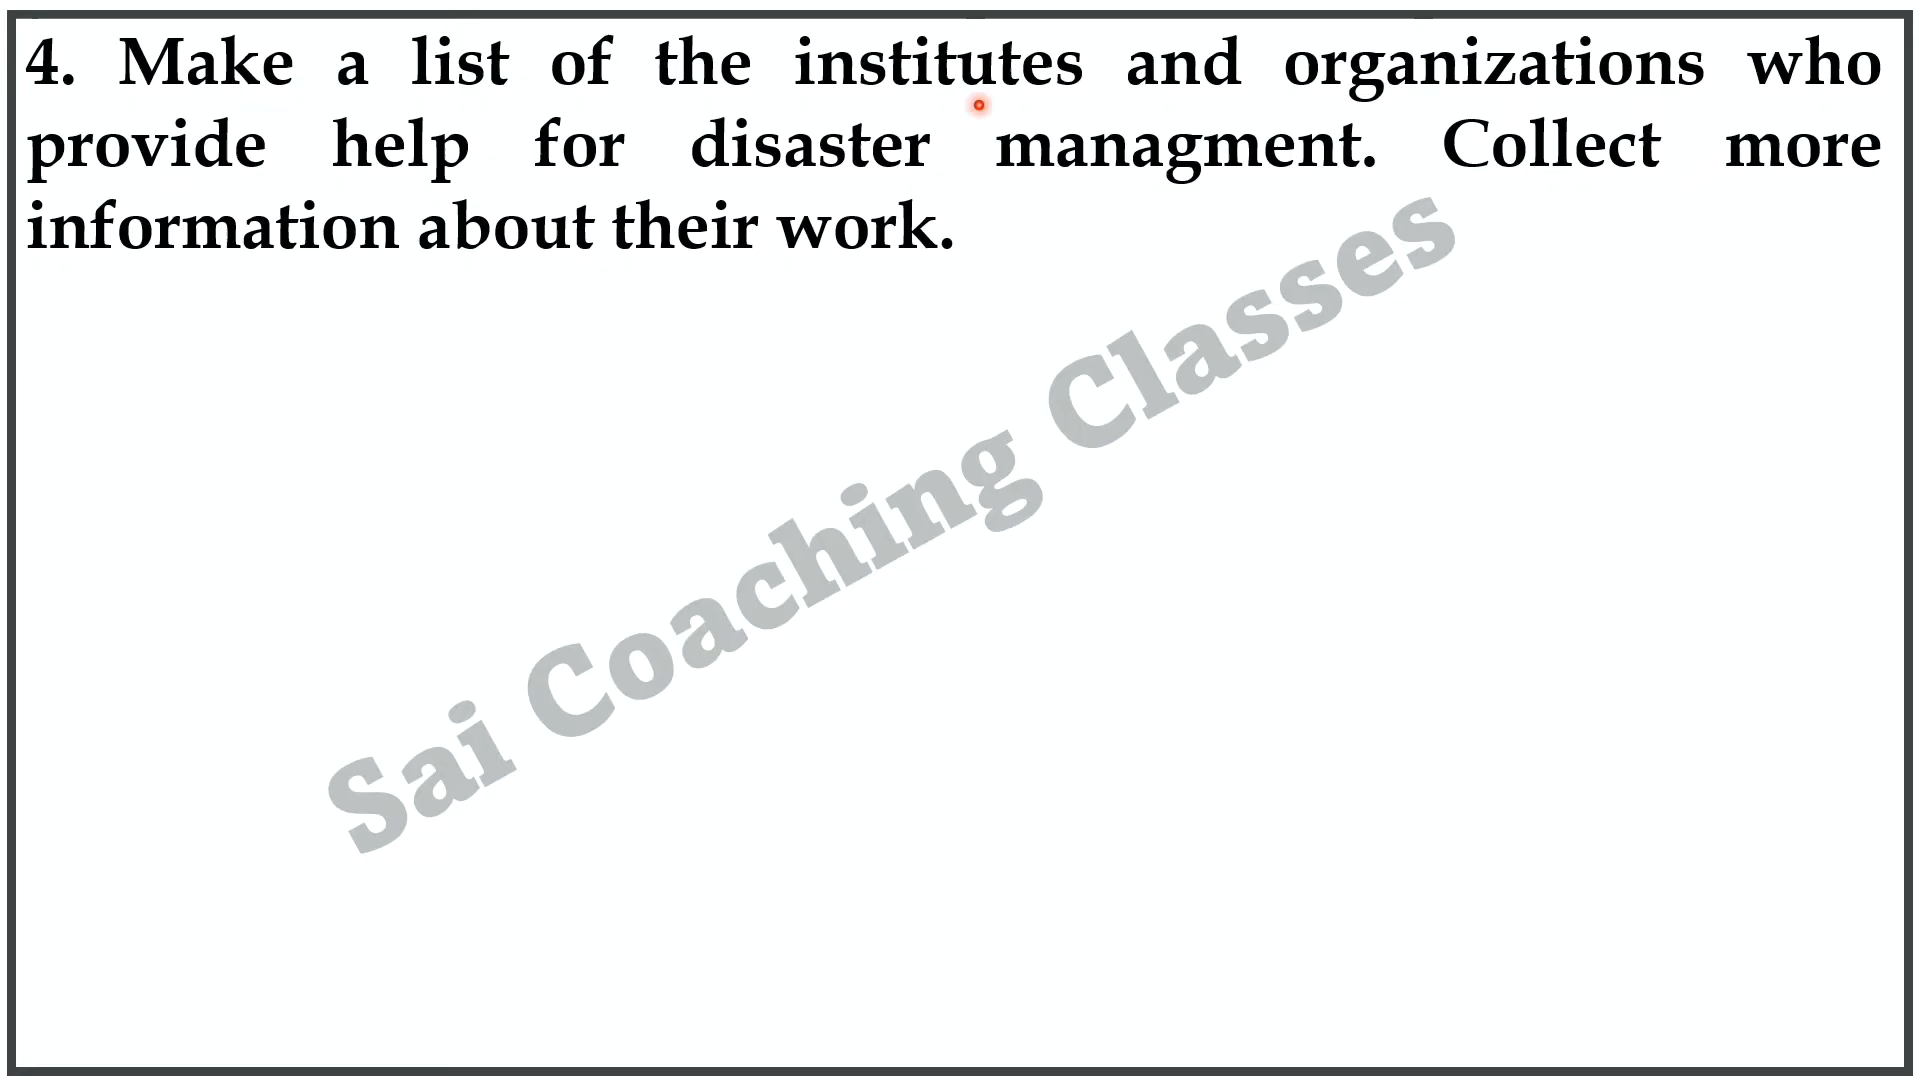 4. Make a list of the institutes and organizations who
provide help for disaster managment. Collect more
information about their work.
Sai Coaching Classes